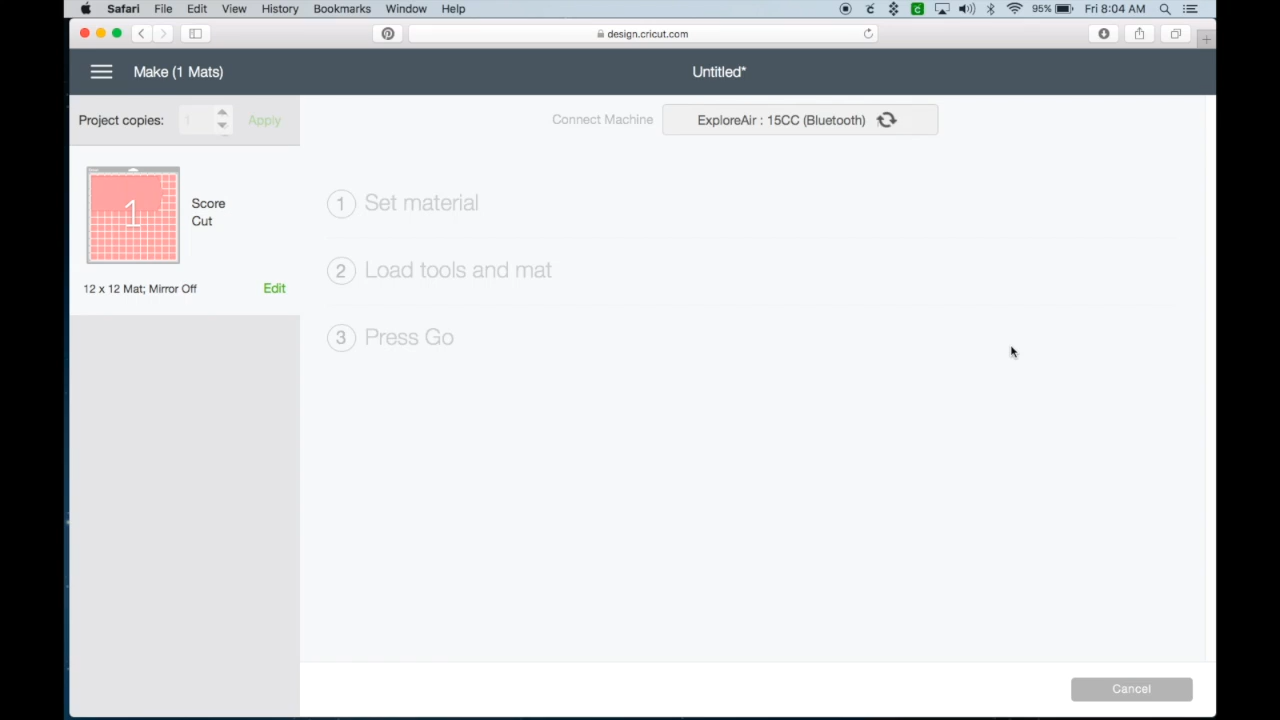 Safari File Edit View History Bookmarks Window Help 95% Fri 8:04 AM
design.cricut.com
Make (1 Mats) Untitled*
Project copies: 1 Apply
Connect Machine ExploreAir : 15CC (Bluetooth)
1
Score
Cut
12 x 12 Mat; Mirror Off Edit
1 Set material
2 Load tools and mat
3 Press Go
Cancel